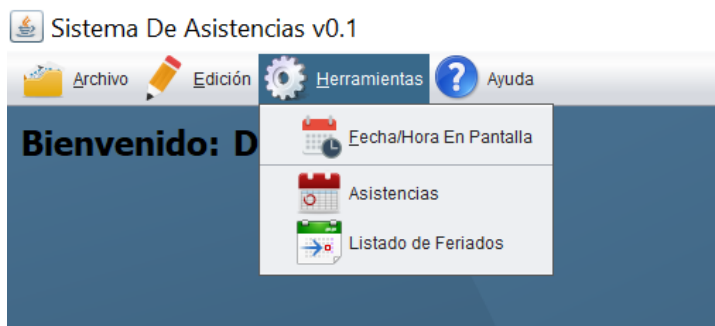 Sistema De Asistencias v0.1
Archivo Edición Herramientas Ayuda
Bienvenido: D
Fecha/Hora En Pantalla
Asistencias
Listado de Feriados